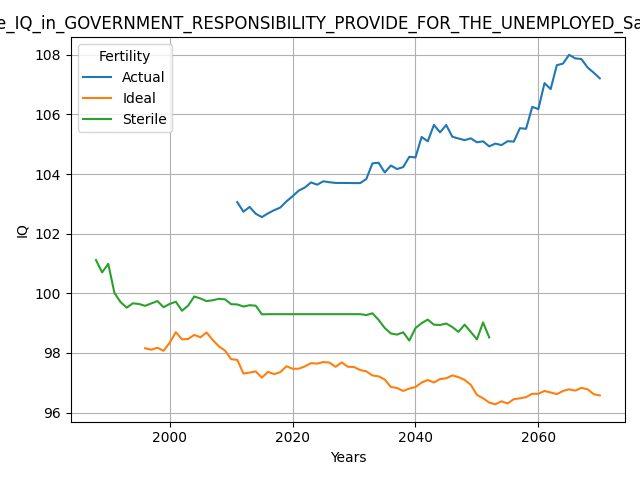 e_IQ_in_GOVERNMENT_RESPONSIBILITY_PROVIDE_FOR_THE_UNEMPLOYED_Sa
Fertility
Actual
Ideal
Sterile
108
106
104
102
100
98
96
IQ
2000 2020 2040 2060
Years